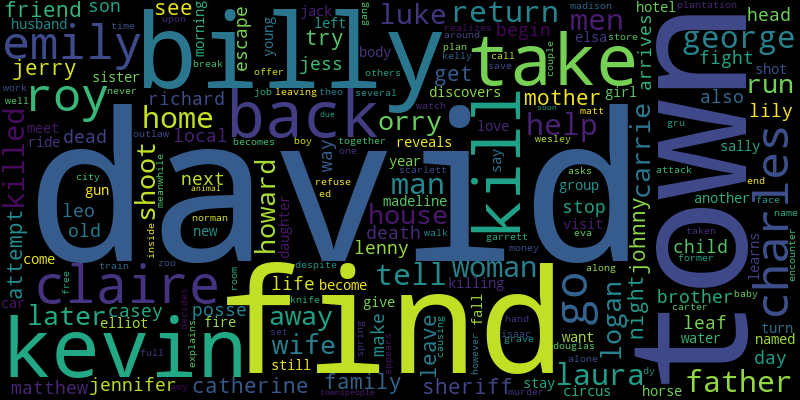 friend son see jack return men hotel madison plantation
husband morning escape young left time try luke begin elsa store head
emily billy upon around gang realizes take arrives george
jerry sister break jess body plan kelly call couple fight shot
roy well never work richard offer others save get discovers girl also run
killed meet job leaving theo several watch mother lily
ride dead local home back orry love help town
outlaw becomes boy together due reveals matt soon gru carrie sally
shoot meanwhile way year say wesley asks attack
city gun next animal david man scarlett kill group another end face
leo norman refuse ed madeline stop charles
old new inside howard daughter house death walk garrett eva visit taken former name
attempt come lenny money child learns encounter
claire train zoo despite killing tell woman along johnny night brother baby
car free room life become go logan leaf carter named
later casey posse decides knife away give fall hand want water turn
kevin elliot fire set find make leave isaac grave douglas day
explains wife spring causing however alone dy
full still appears laura father
matthew jennifer amy catherine family sheriff murder stay circus horse
townspeople